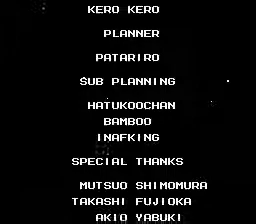 KERO KERO
PLANNER
PATARIRO
SUB PLANNING
HATUKOOCHAN
BAMBOO
INAFKING
SPECIAL THANKS
MUTSUO SHIMOMURA
TAKASHI FUJIOKA
AKIO YABUKI